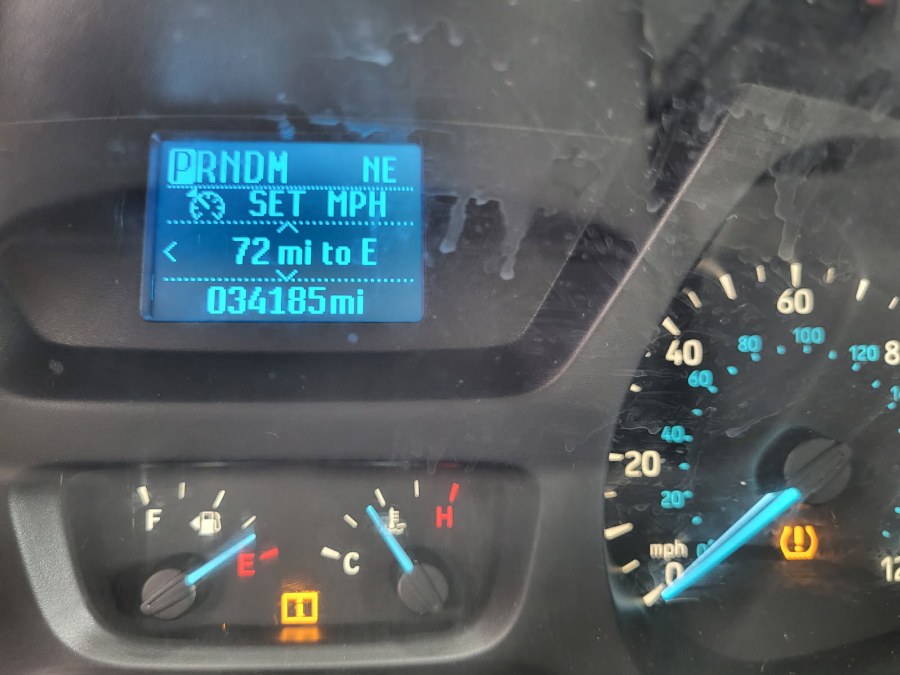 PRNDM NE
SET MPH
< 72 mi to E
034185mi
F
E
C
H
20
40
60
20
40
60
80
100
120
mph
0